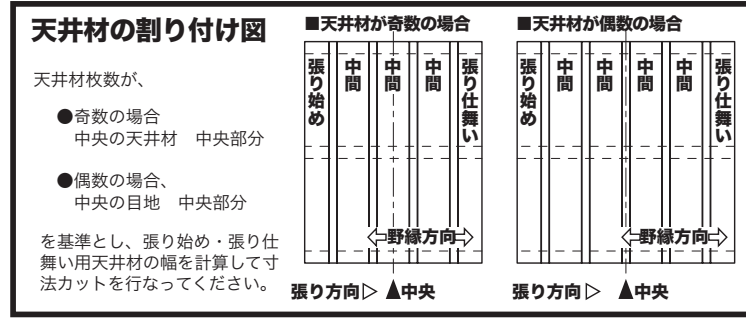 天井材の割り付け図
天井材枚数が、
●奇数の場合
中央の天井材　中央部分
●偶数の場合、
中央の目地　中央部分
を基準とし、張り始め・張り仕
舞い用天井材の幅を計算して寸
法カットを行なってください。
■天井材が奇数の場合
張り始め
中間
中間
中間
張り仕舞い
野縁方向
張り方向▷ ▲中央
■天井材が偶数の場合
張り始め
中間
中間
中間
中間
張り仕舞い
野縁方向
張り方向▷ ▲中央